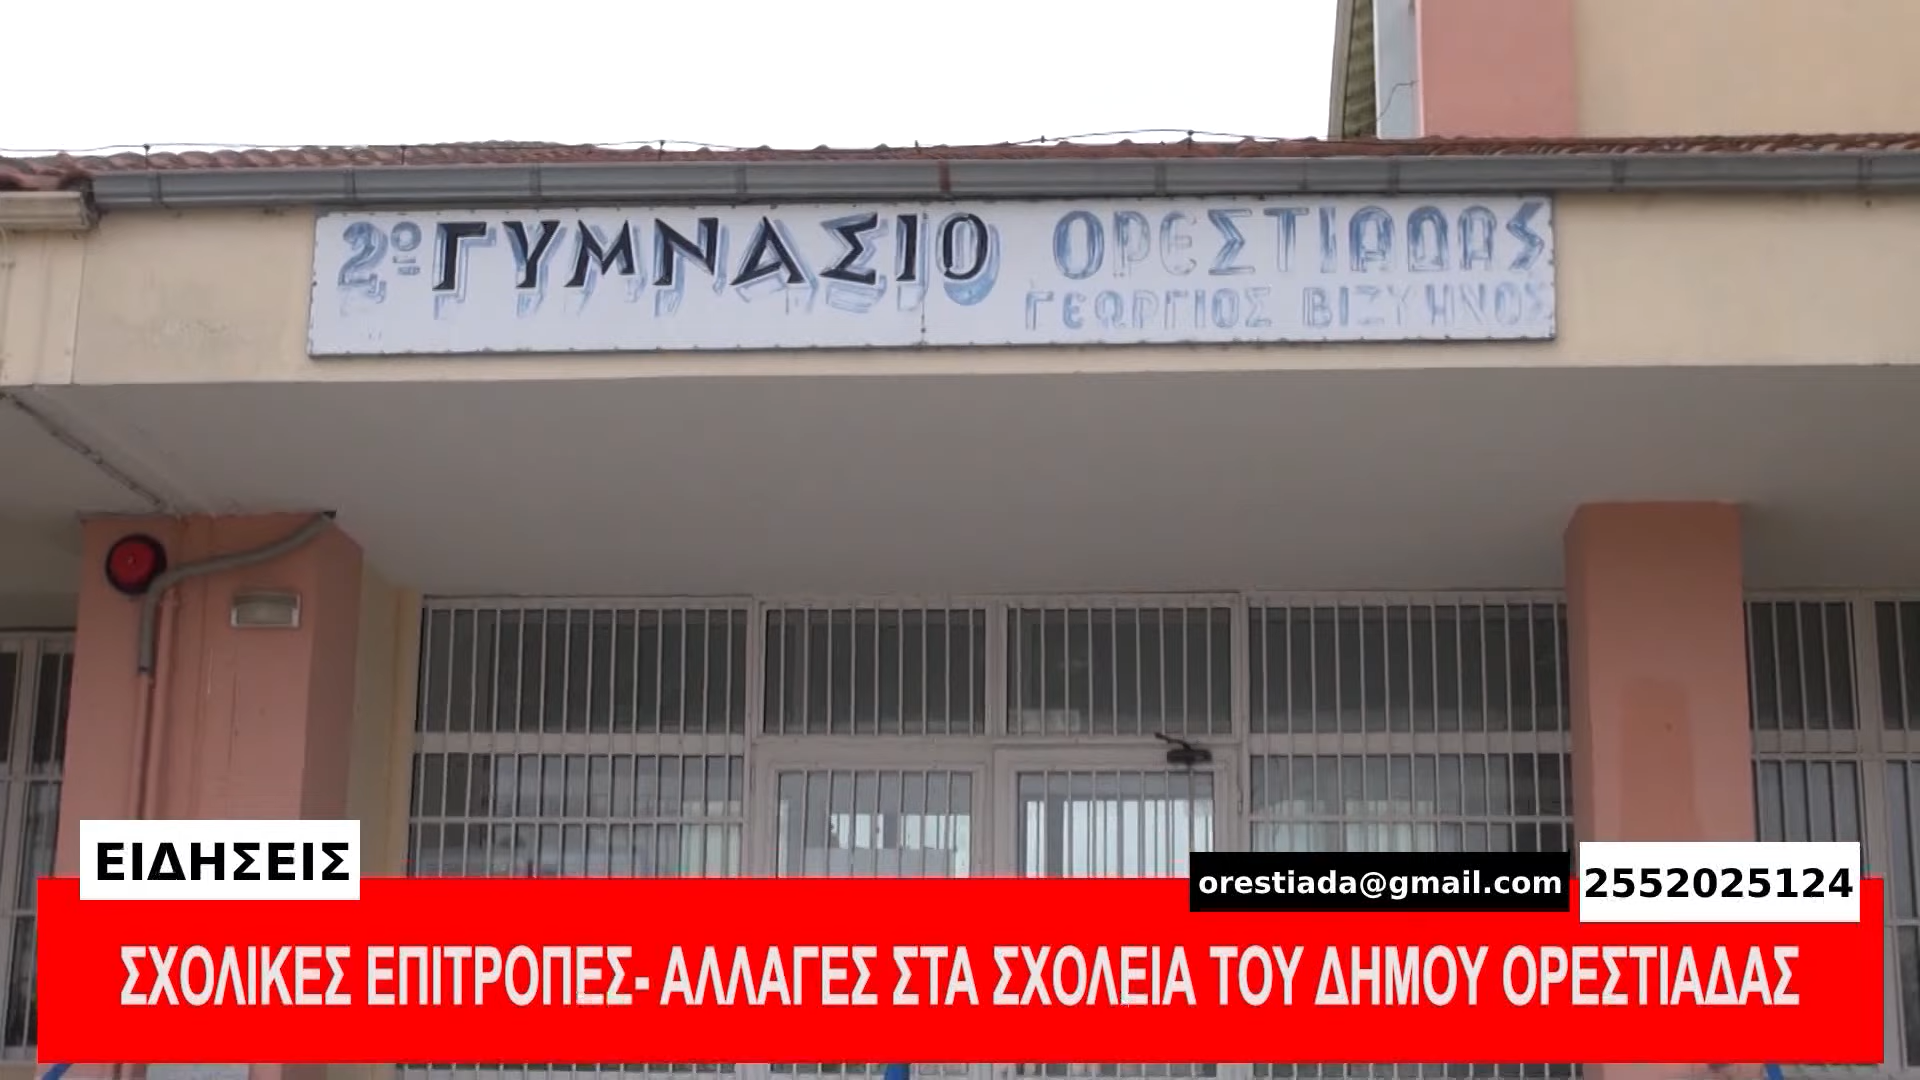 2ο ΓΥΜΝΑΣΙΟ ΟΡΕΣΤΙΑΔΑΣ
ΓΕΩΡΓΙΟΣ ΒΙΖΥΗΝΟΣ
ΕΙΔΗΣΕΙΣ
orestiada@gmail.com
2552025124
ΣΧΟΛΙΚΕΣ ΕΠΙΤΡΟΠΕΣ- ΑΛΛΑΓΕΣ ΣΤΑ ΣΧΟΛΕΙΑ ΤΟΥ ΔΗΜΟΥ ΟΡΕΣΤΙΑΔΑΣ